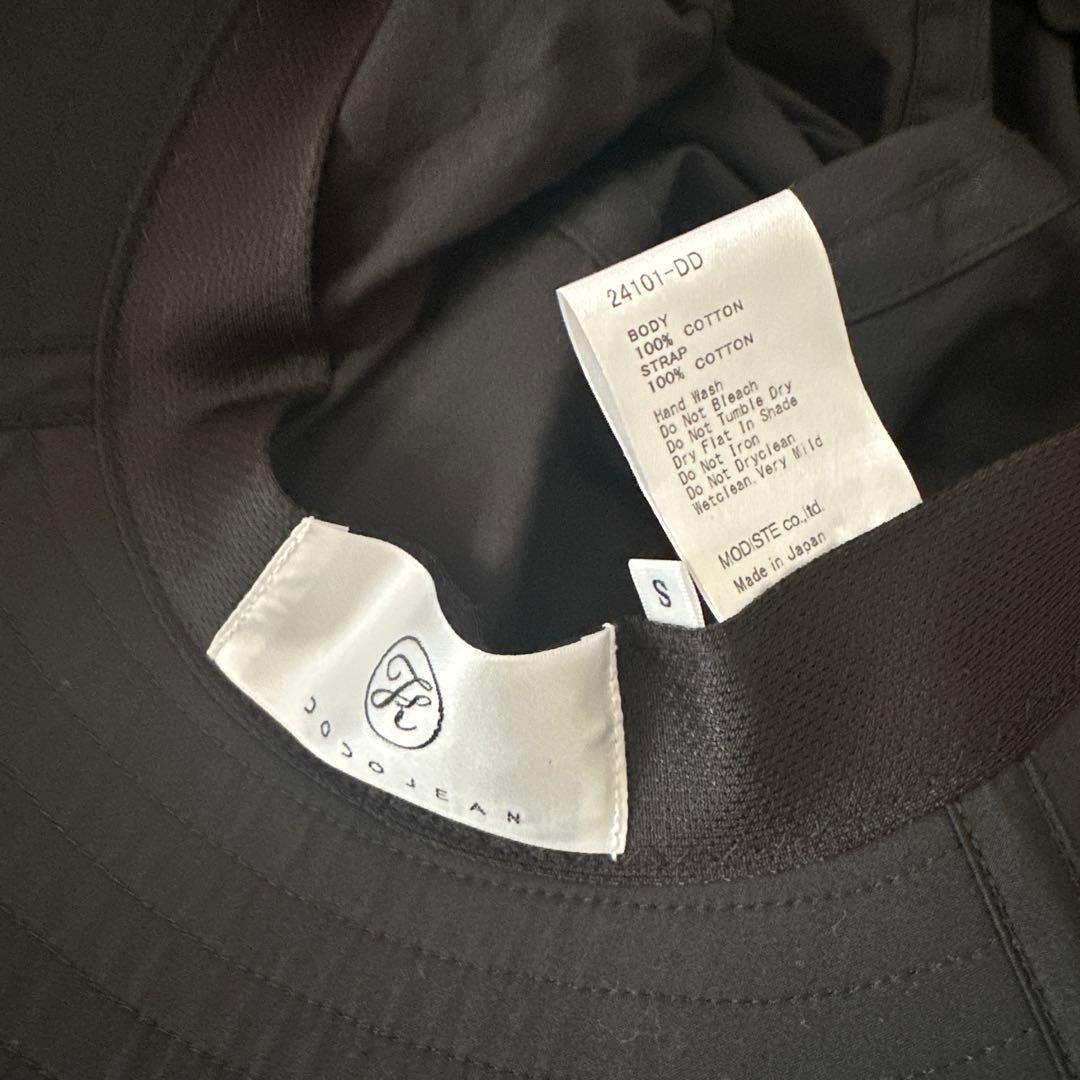 24101-DD
BODY
100% COTTON
STRAP
100% COTTON
Hand Wash
Do Not Bleach
Do Not Tumble Dry
Dry Flat In Shade
Do Not Iron
Do Not Dryclean
Wetclean.Very Mild
MODISTE co.,ltd.
Made in Japan
S
JOJOJEAN